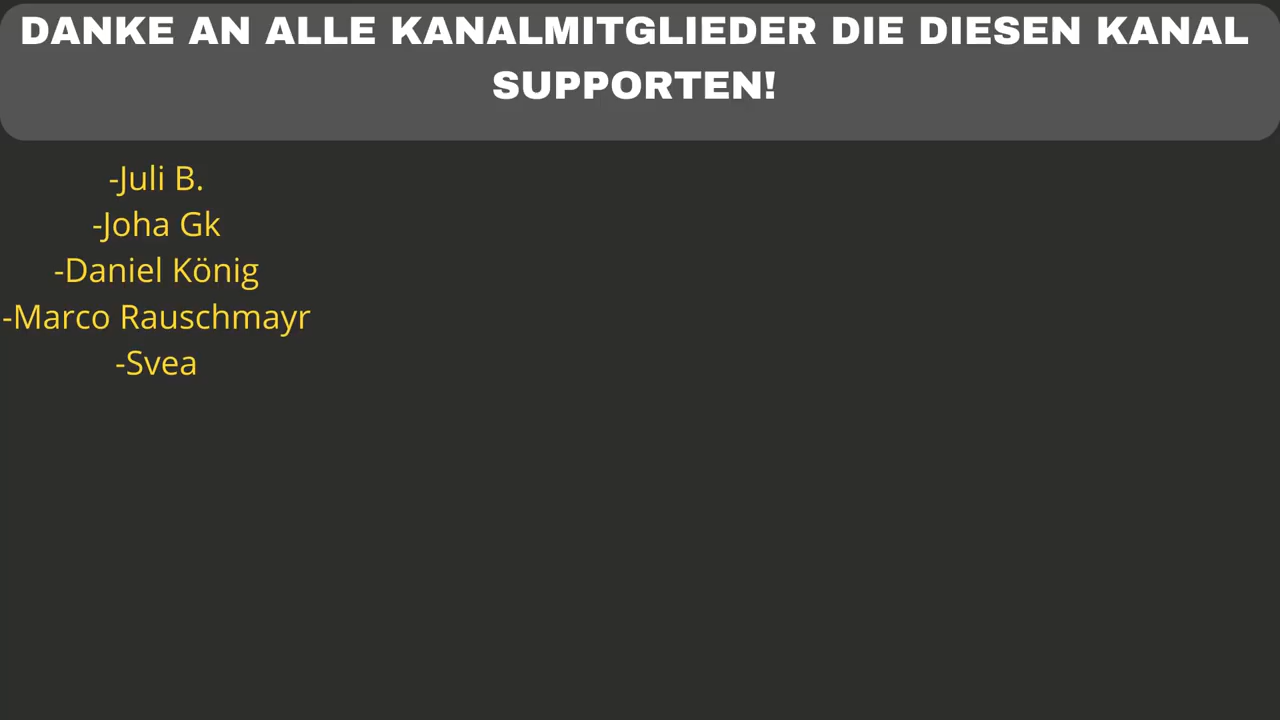 DANKE AN ALLE KANALMITGLIEDER DIE DIESEN KANAL
SUPPORTEN!
-Juli B.
-Joha Gk
-Daniel König
-Marco Rauschmayr
-Svea